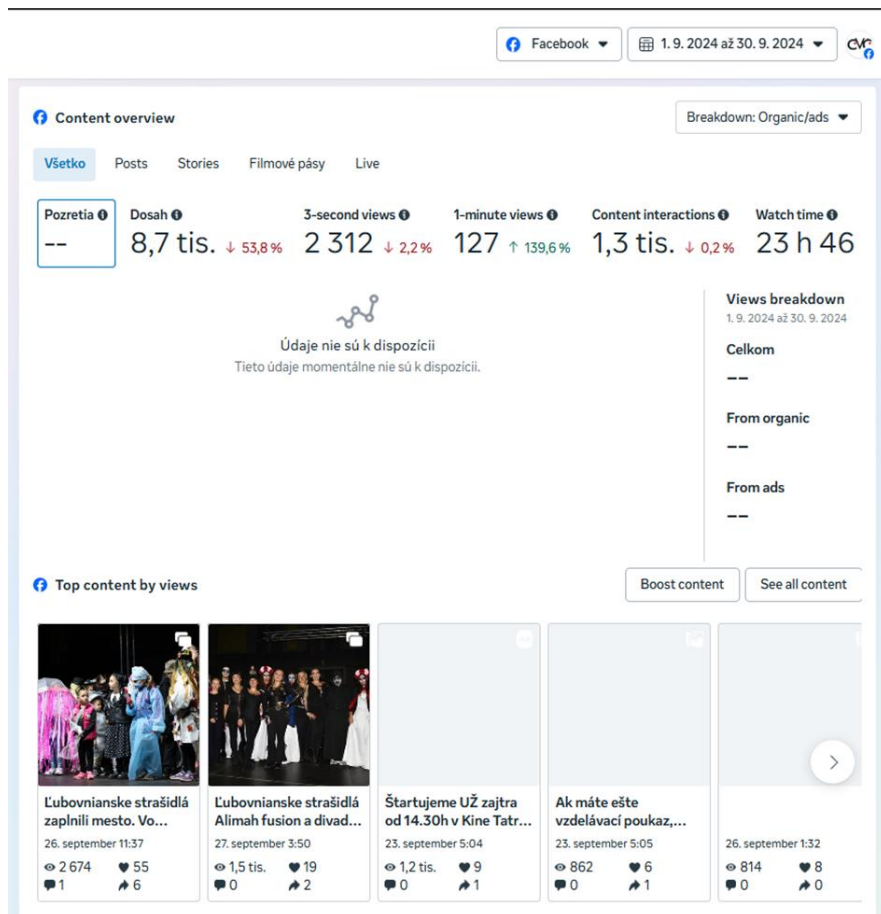 Facebook
1. 9. 2024 až 30. 9. 2024
Content overview
Breakdown: Organic/ads
Všetko
Posts
Stories
Filmové pásy
Live
Pozretia
--
Dosah
8,7 tis. ↓ 53,8 %
3-second views
2 312 ↓ 2,2 %
1-minute views
127 ↑ 139,6 %
Content interactions
1,3 tis. ↓ 0,2 %
Watch time
23 h 46
Údaje nie sú k dispozícii
Tieto údaje momentálne nie sú k dispozícii.
Views breakdown
1. 9. 2024 až 30. 9. 2024
Celkom
--
From organic
--
From ads
--
Top content by views
Boost content
See all content
Ľubovnianske strašidlá
zaplnili mesto. Vo...
26. september 11:37
2 674
55
1
6
Ľubovnianske strašidlá
Alimah fusion a divad...
27. september 3:50
1,5 tis.
19
0
2
Štartujeme UŽ zajtra
od 14.30h v Kine Tatr...
23. september 5:04
1,2 tis.
9
0
1
Ak máte ešte
vzdelávací poukaz,...
23. september 5:05
862
6
0
1
26. september 1:32
814
8
0
0